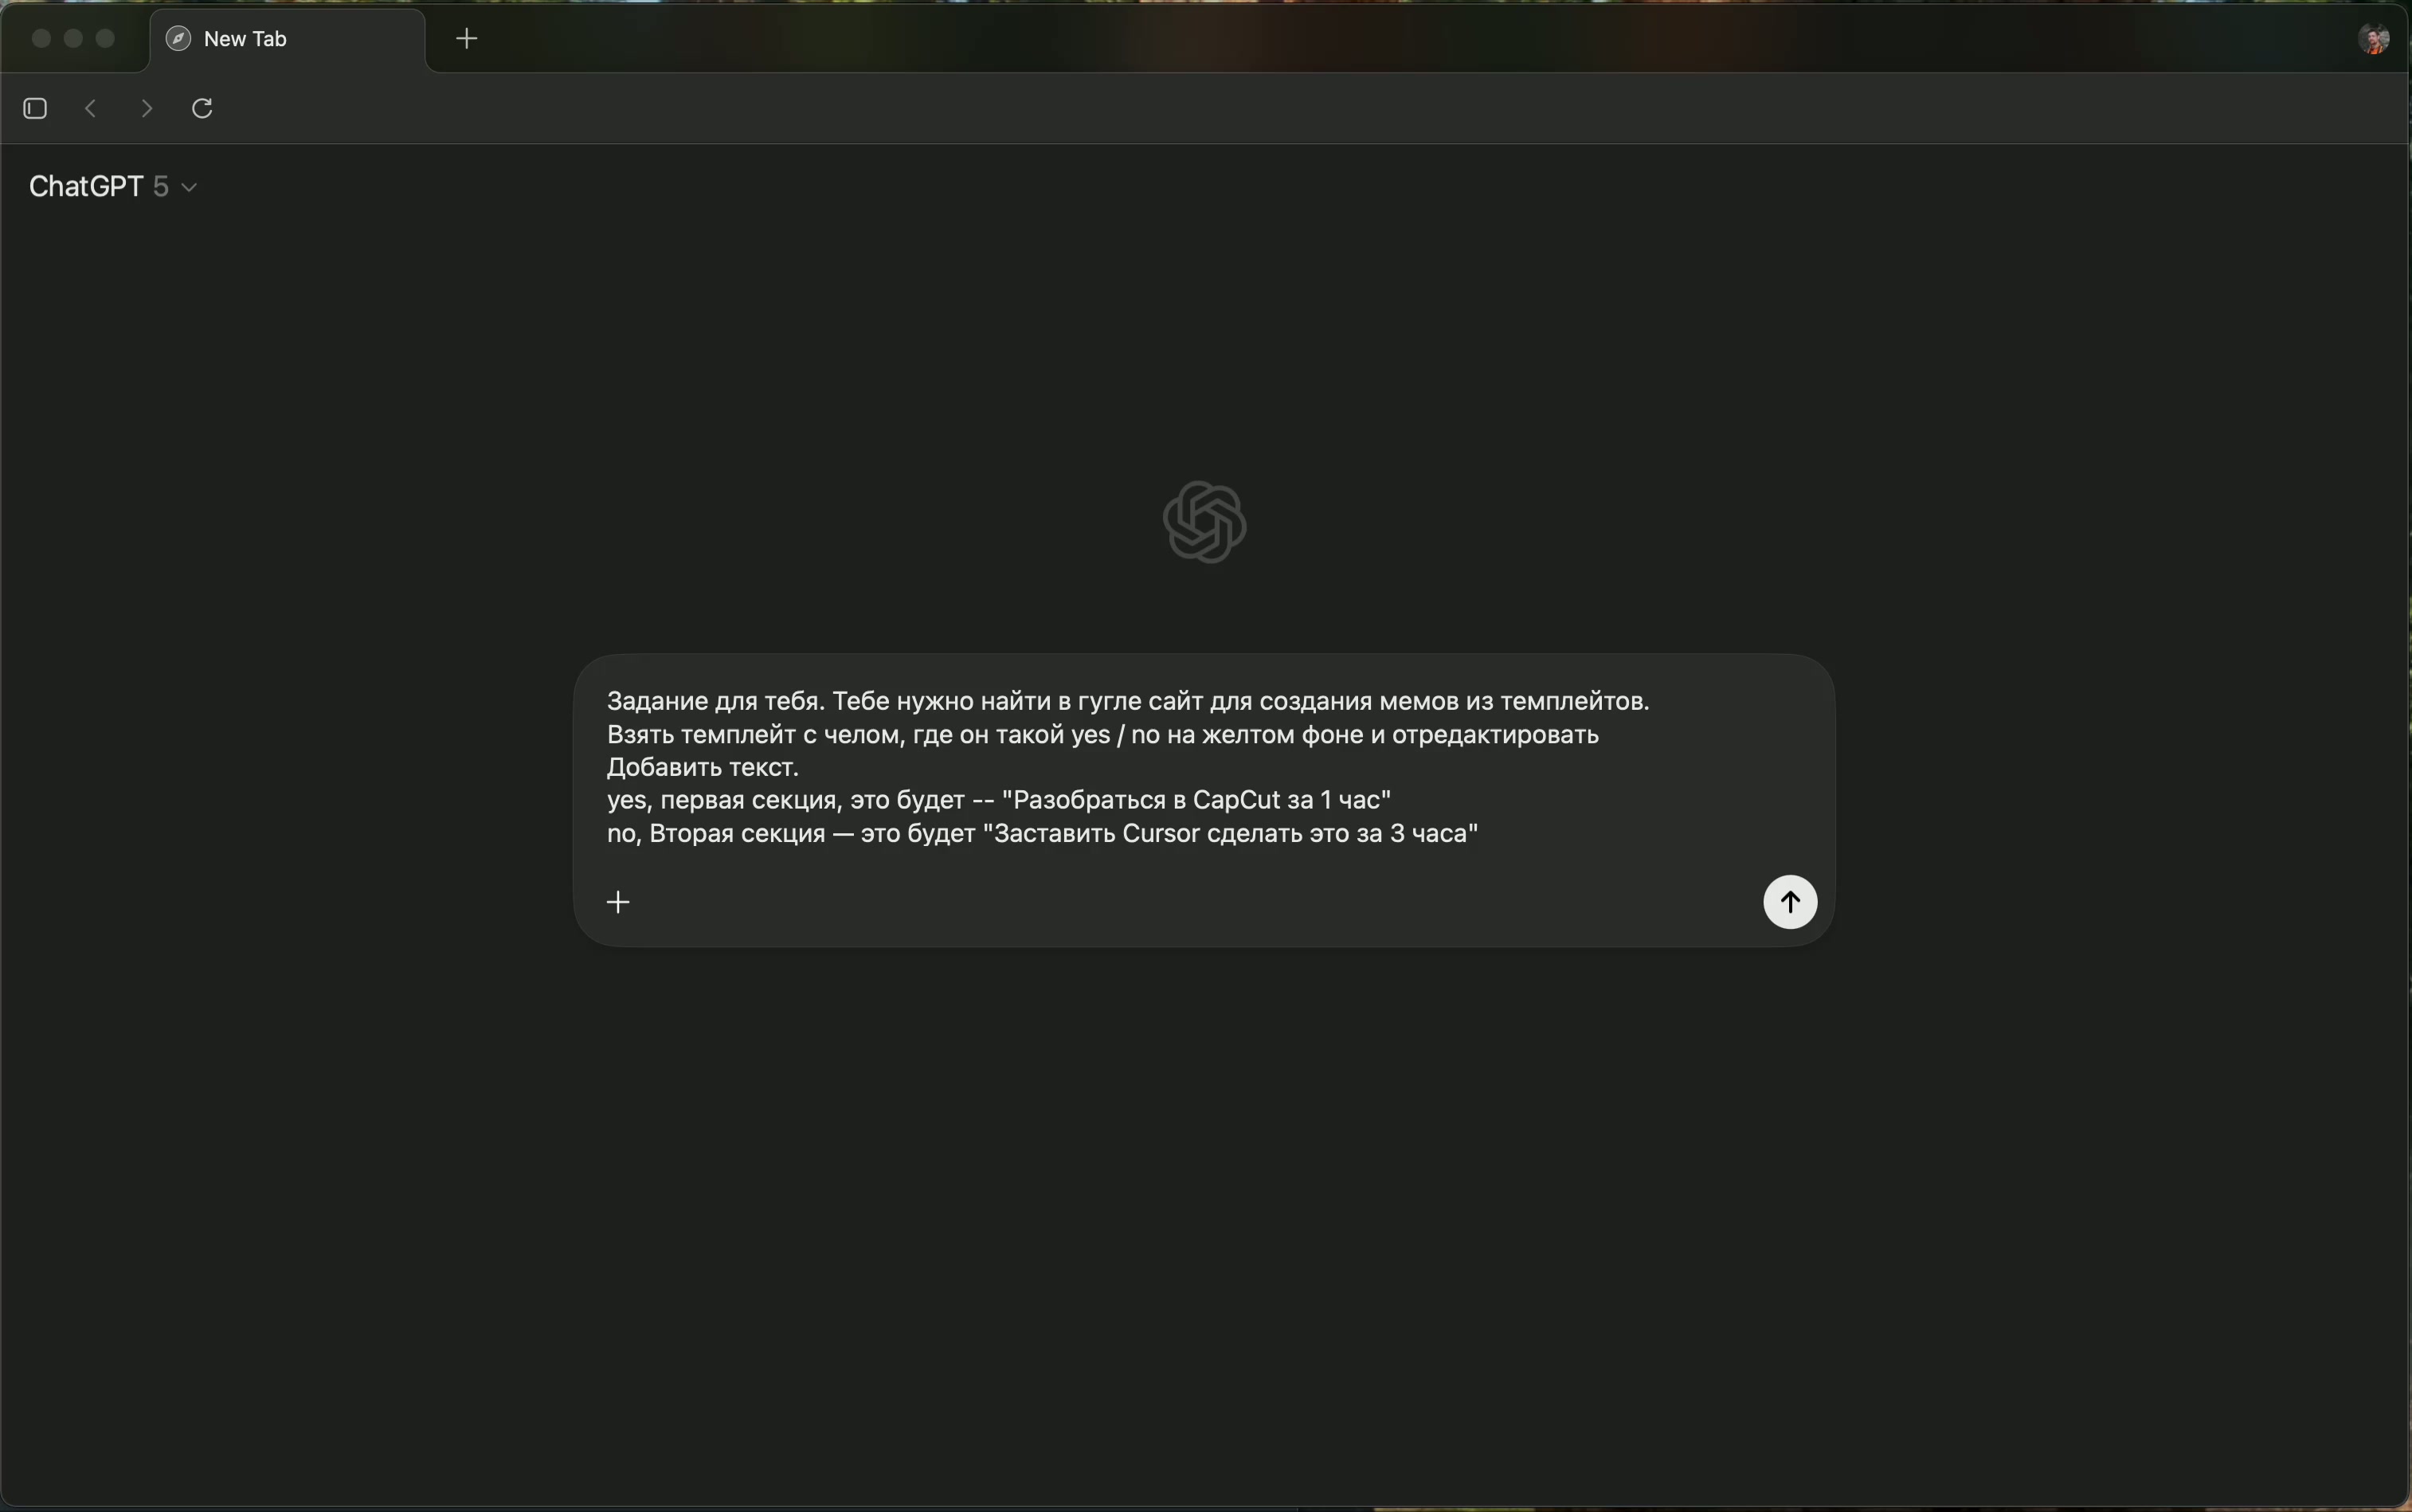 New Tab
ChatGPT 5
Задание для тебя. Тебе нужно найти в гугле сайт для создания мемов из темплейтов.
Взять темплейт с челом, где он такой yes / no на желтом фоне и отредактировать
Добавить текст.
yes, первая секция, это будет -- "Разобраться в CapCut за 1 час"
no, Вторая секция — это будет "Заставить Cursor сделать это за 3 часа"